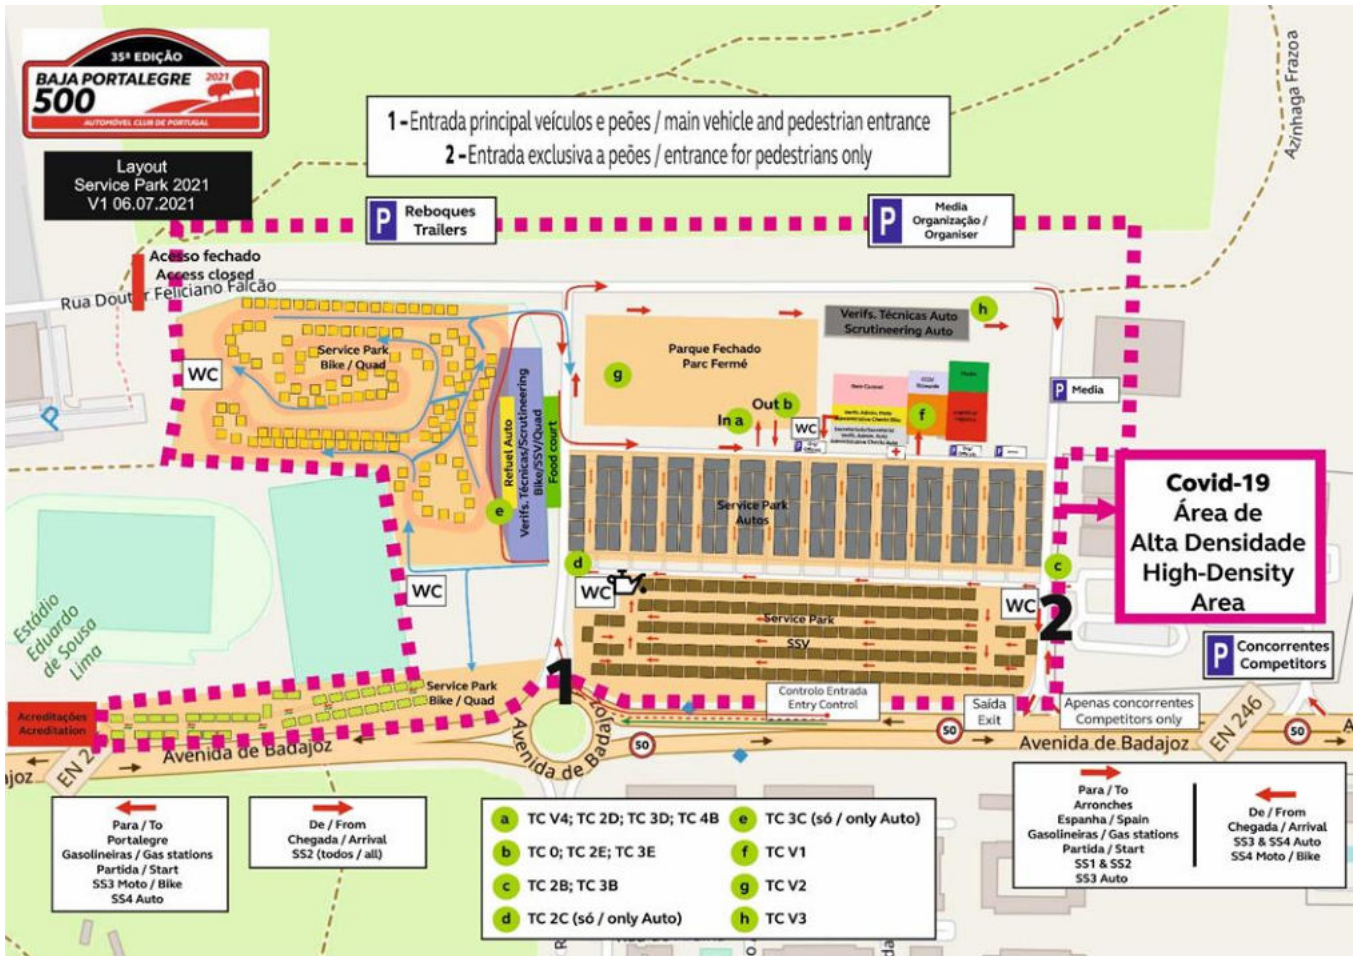 35ª EDIÇÃO
BAJA PORTALEGRE
2021
500
AUTOMÓVEL CLUB DE PORTUGAL
Layout
Service Park 2021
V1 06.07.2021
1 - Entrada principal veículos e peões / main vehicle and pedestrian entrance
2 - Entrada exclusiva a peões / entrance for pedestrians only
Azinhaga Frazoa
P
Reboques
Trailers
P
Media
Organização /
Organiser
Acesso fechado
Access closed
Rua Doutor Feliciano Falcão
Service Park
Bike / Quad
WC
P
Parque Fechado
Parc Fermé
g
Verifs. Técnicas Auto
Scrutineering Auto
h
P Media
In a
Out b
WC
f
Refuel Auto
Verifs. Técnicas/Scrutineering
Bike/SSV/Quad
Food court
e
Service Park
Autos
Covid-19
Área de
Alta Densidade
High-Density
Area
d
c
WC
WC
WC
1
2
Service Park
SSV
Estádio
Eduardo
de Sousa
Lima
P
Concorrentes
Competitors
Service Park
Bike / Quad
Acreditações
Acreditation
Controlo Entrada
Entry Control
Saída
Exit
Apenas concorrentes
Competitors only
EN 2
Avenida de Badajoz
Avenida de Badajoz
50
50
Avenida de Badajoz
EN 246
50
Para / To
Portalegre
Gasolineiras / Gas stations
Partida / Start
SS3 Moto / Bike
SS4 Auto
De / From
Chegada / Arrival
SS2 (todos / all)
a TC V4; TC 2D; TC 3D; TC 4B
b TC 0; TC 2E; TC 3E
c TC 2B; TC 3B
d TC 2C (só / only Auto)
e TC 3C (só / only Auto)
f TC V1
g TC V2
h TC V3
Para / To
Arronches
Espanha / Spain
Gasolineiras / Gas stations
Partida / Start
SS1 & SS2
SS3 Auto
De / From
Chegada / Arrival
SS3 & SS4 Auto
SS4 Moto / Bike